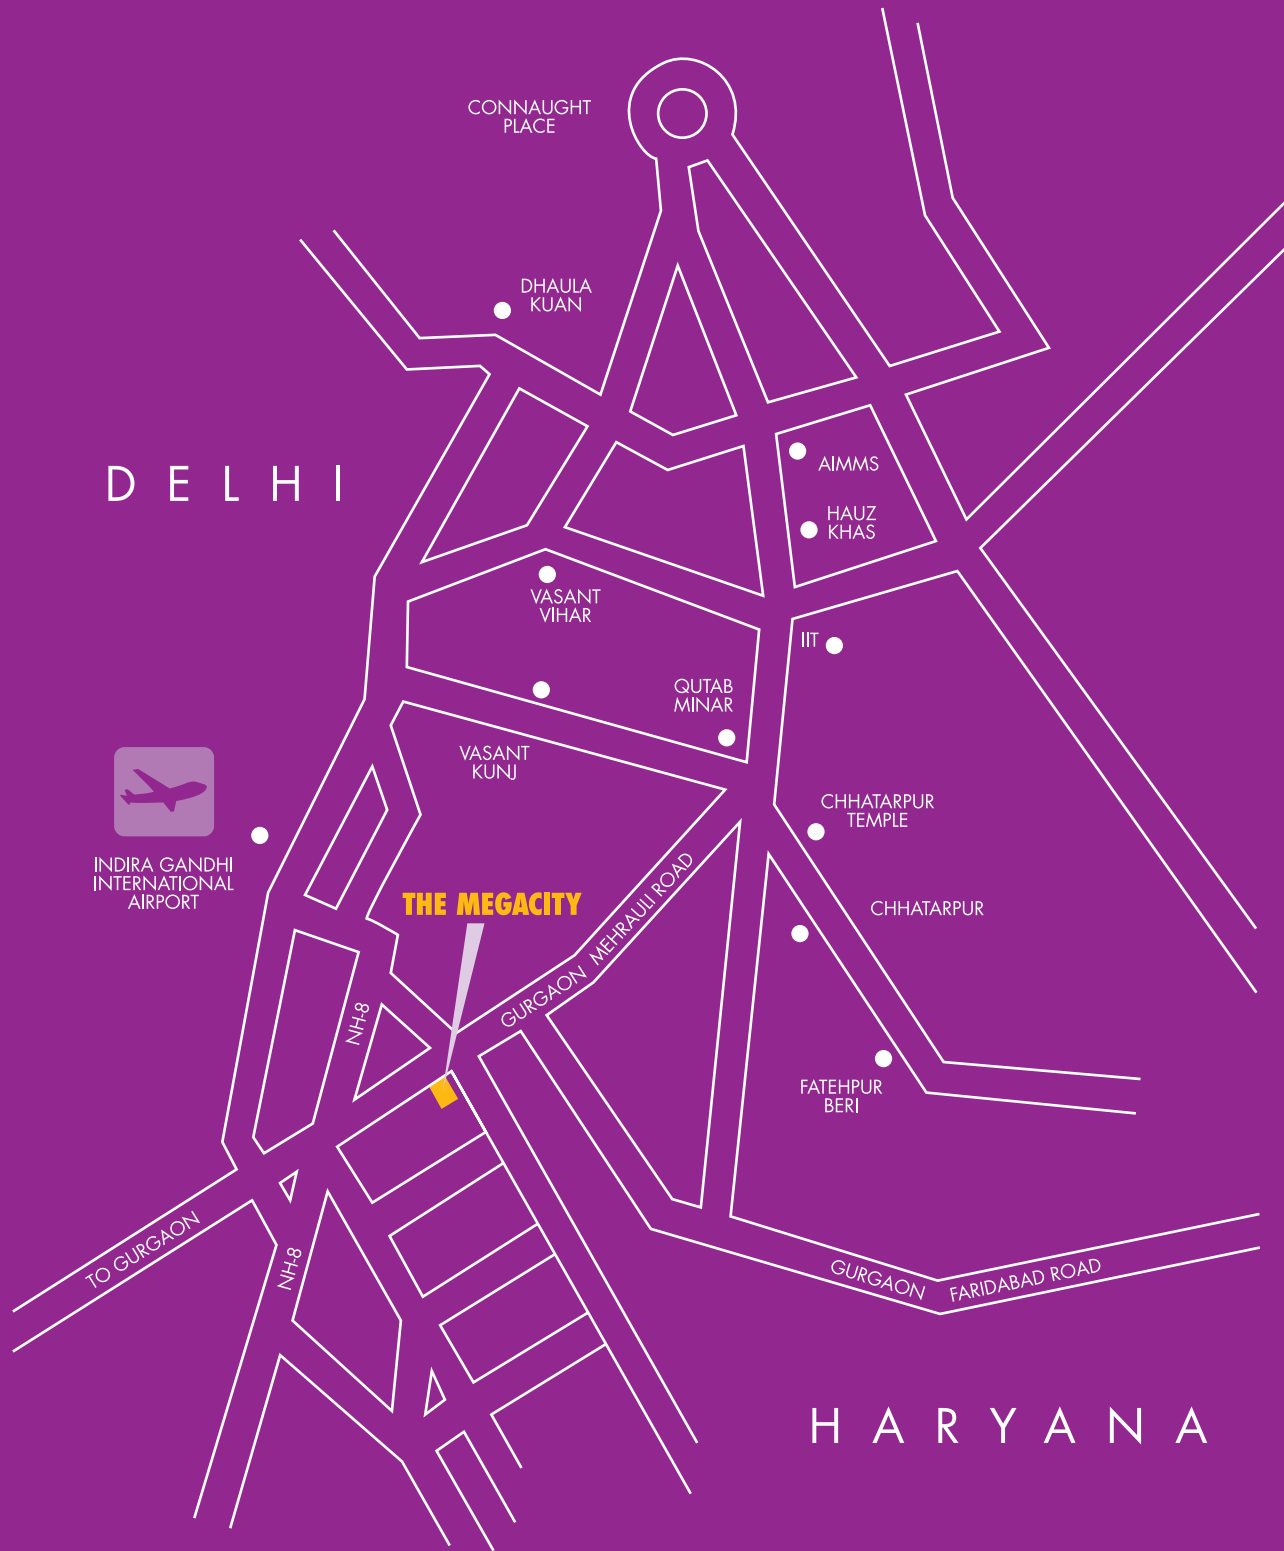 CONNAUGHT
PLACE
DHAULA
KUAN
DELHI
AIMMS
HAUZ
KHAS
VASANT
VIHAR
IIT
QUTAB
MINAR
VASANT
KUNJ
CHHATARPUR
TEMPLE
INDIRA GANDHI
INTERNATIONAL
AIRPORT
THE MEGACITY
CHHATARPUR
GURGAON MEHRAULI ROAD
NH-8
FATEHPUR
BERI
TO GURGAON
NH-8
GURGAON FARIDABAD ROAD
HARYANA